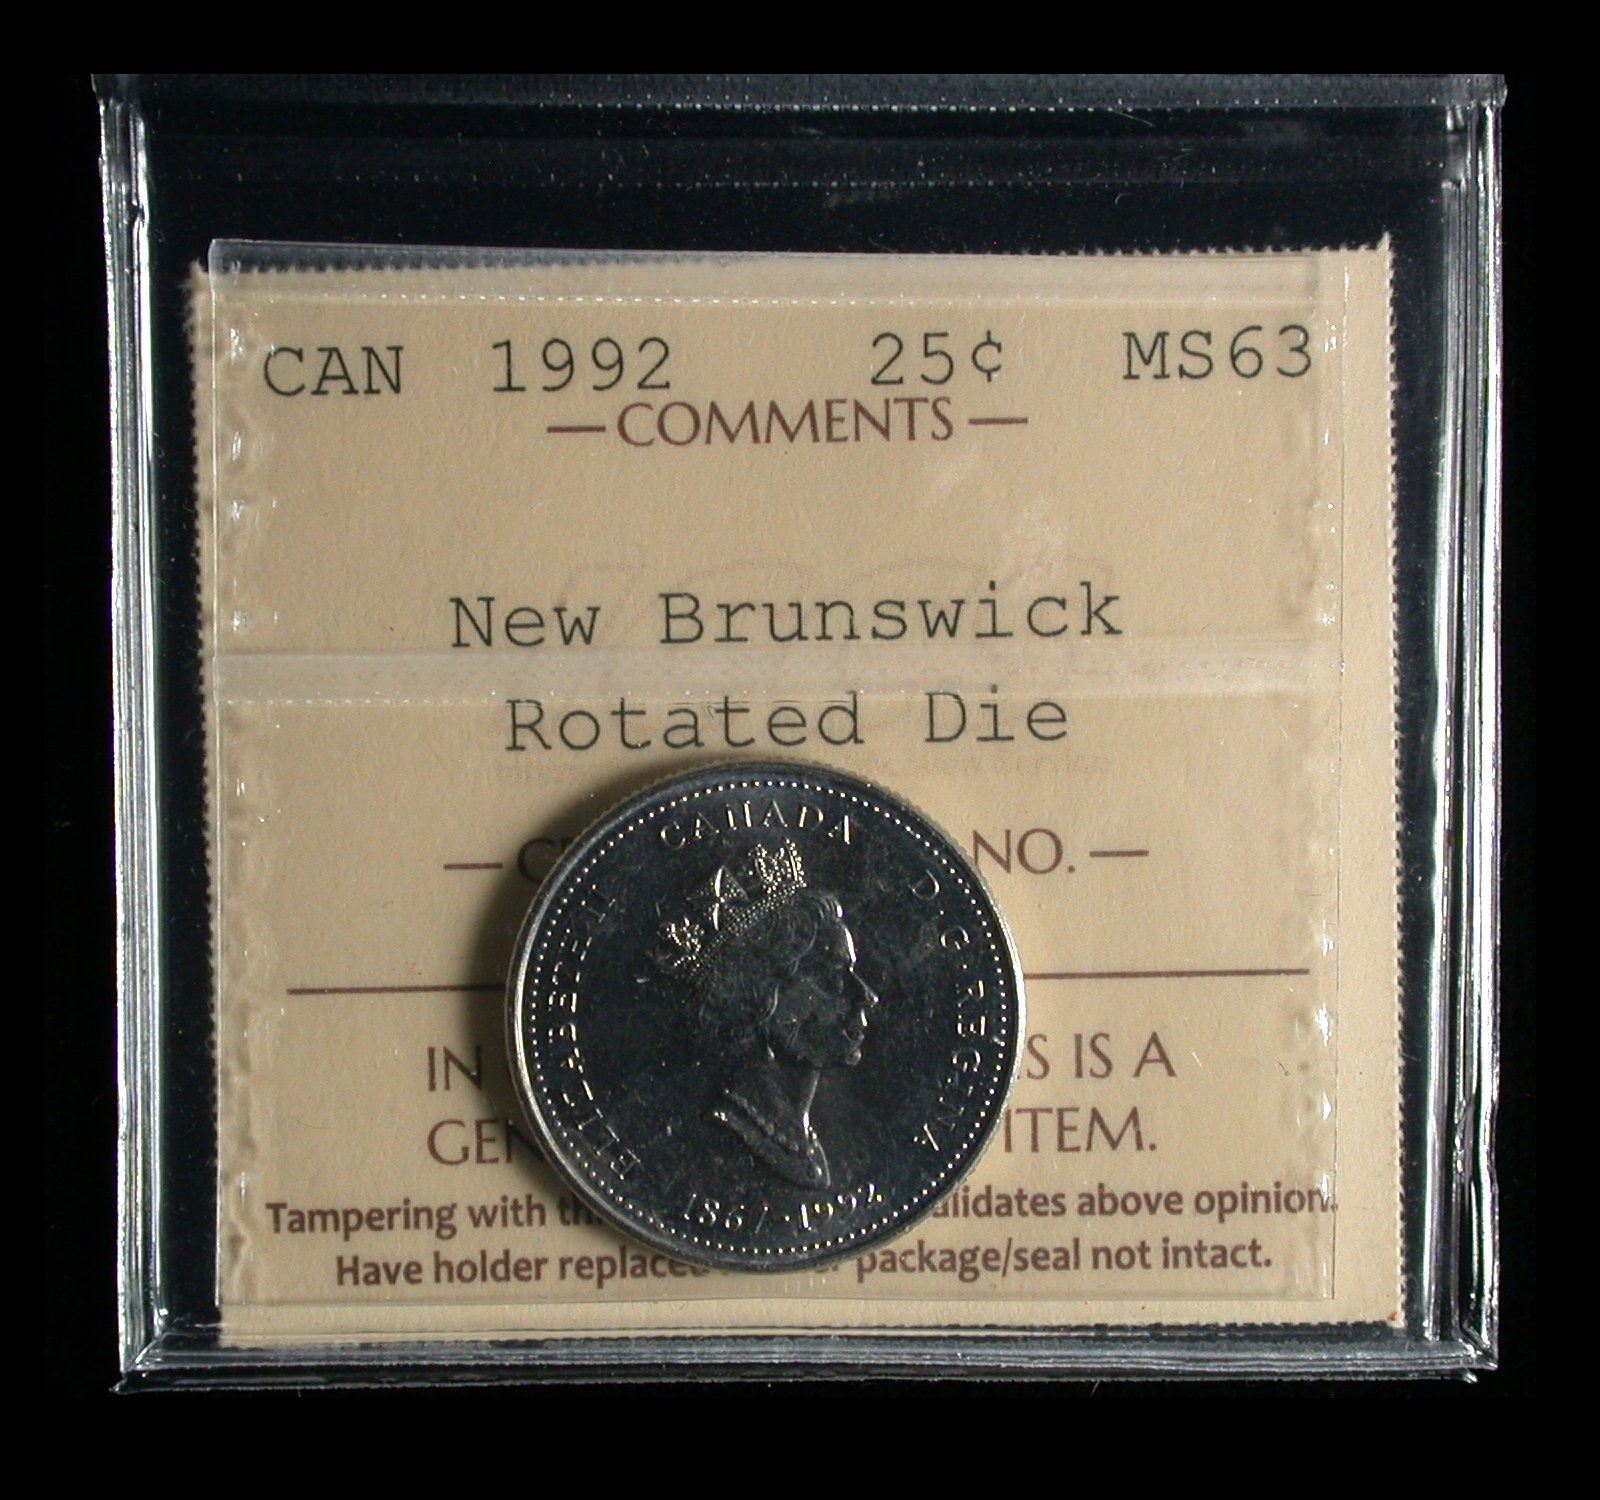 CAN 1992 25¢ MS63
— COMMENTS —
New Brunswick
Rotated Die
— C NO. —
CANADA
ELIZABETH II
D·G·REGINA
1867-1992
IN S IS A
GEN ITEM.
Tampering with th alidates above opinion.
Have holder replaced package/seal not intact.